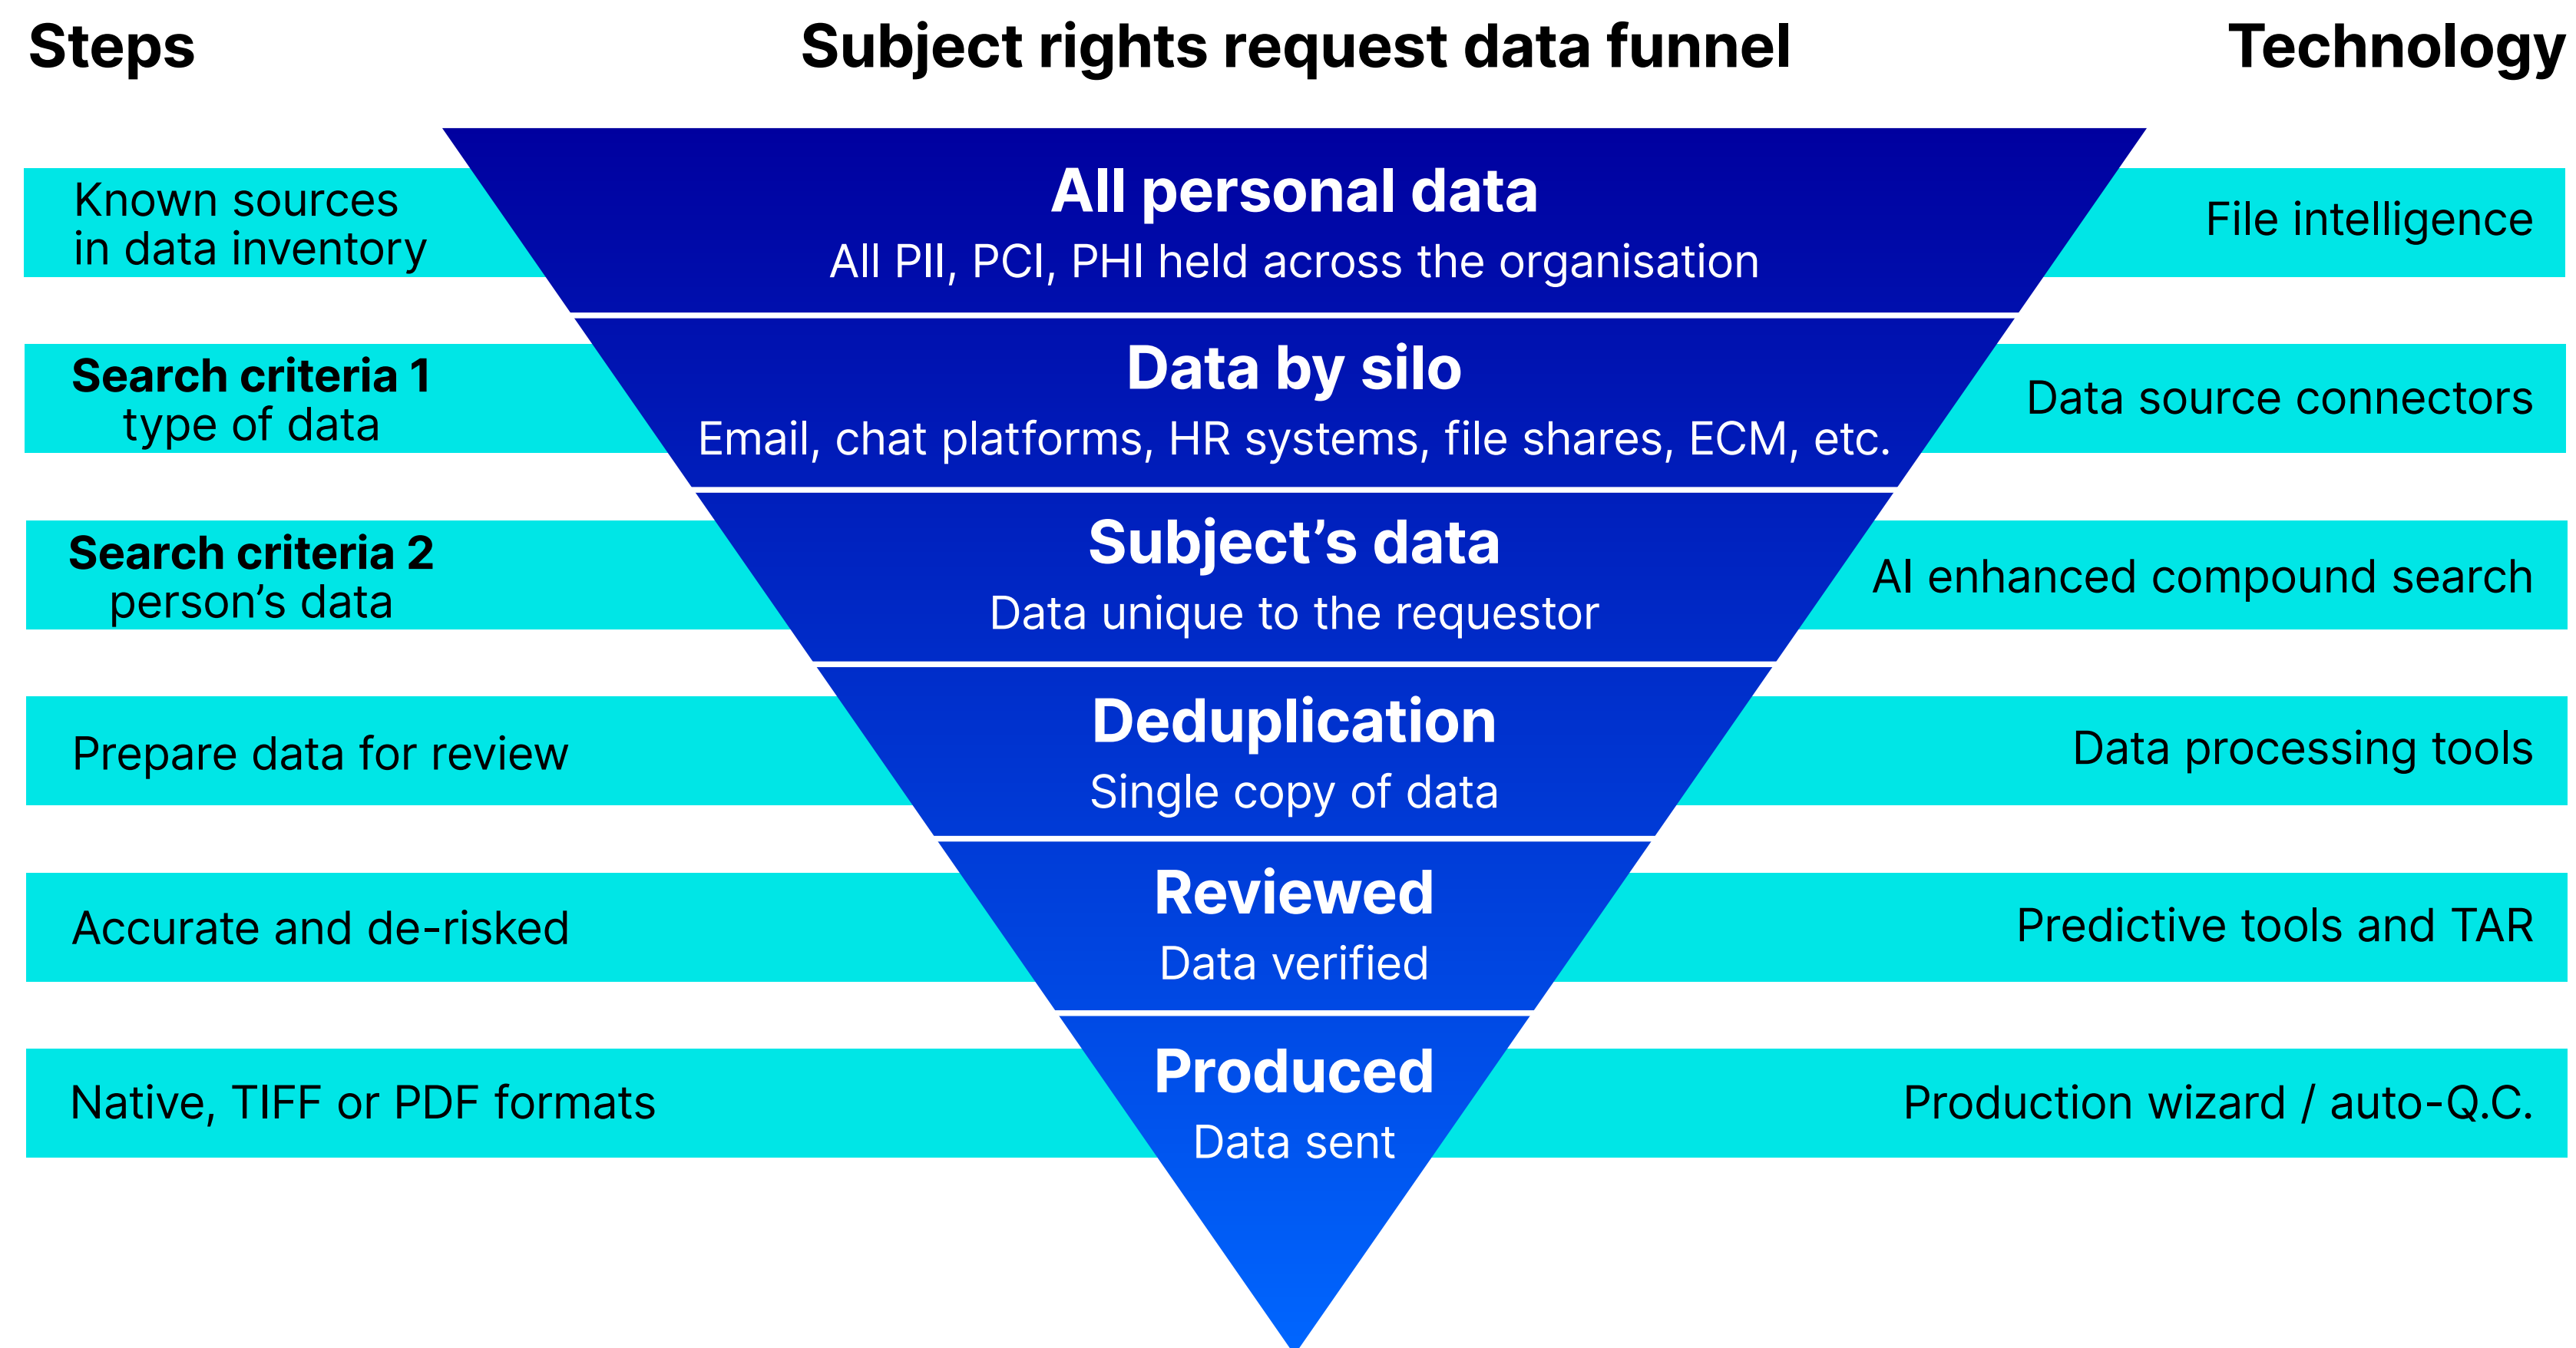 Steps
Subject rights request data funnel
Technology
Known sources
in data inventory
All personal data
All PII, PCI, PHI held across the organisation
File intelligence
Search criteria 1
type of data
Data by silo
Email, chat platforms, HR systems, file shares, ECM, etc.
Data source connectors
Search criteria 2
person’s data
Subject’s data
Data unique to the requestor
AI enhanced compound search
Prepare data for review
Deduplication
Single copy of data
Data processing tools
Accurate and de-risked
Reviewed
Data verified
Predictive tools and TAR
Native, TIFF or PDF formats
Produced
Data sent
Production wizard / auto-Q.C.